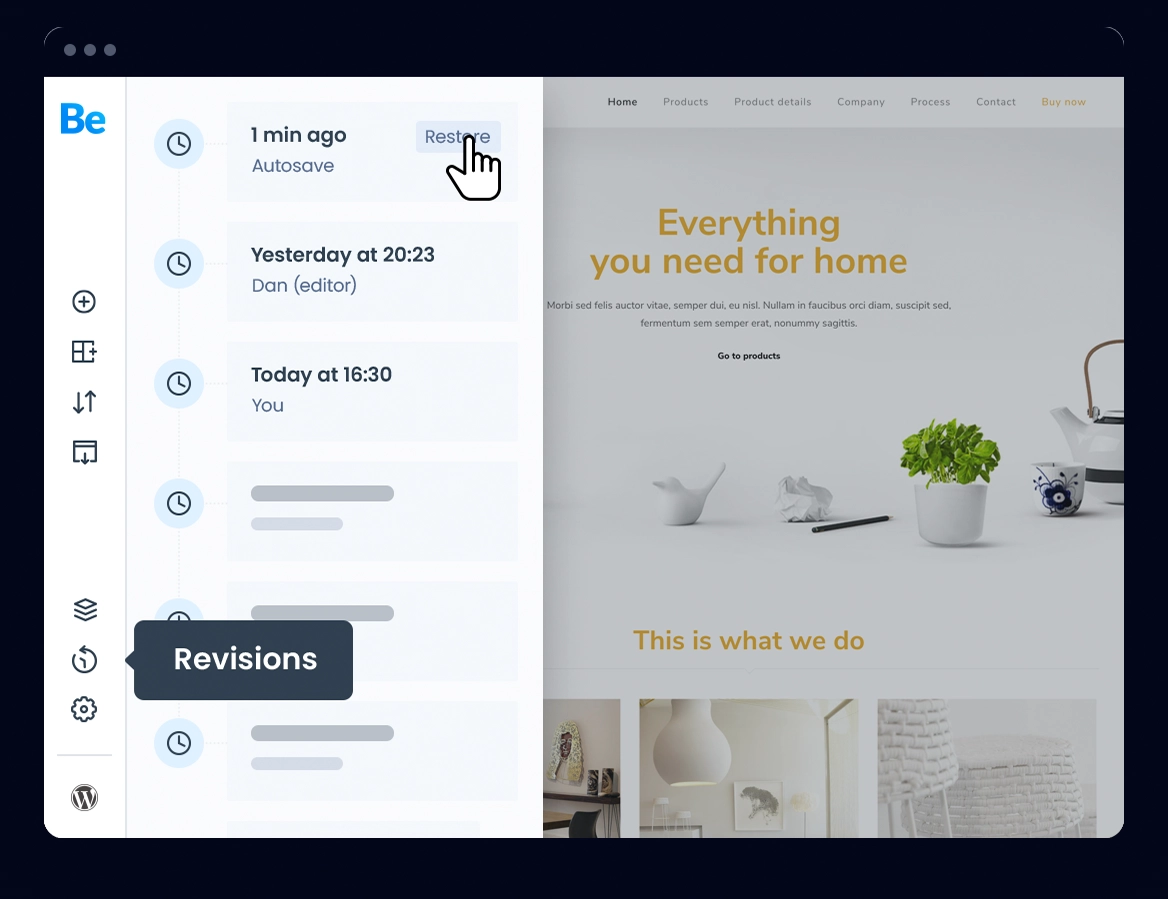 Be
1 min ago
Restore
Autosave
Yesterday at 20:23
Dan (editor)
Today at 16:30
You
Revisions
Home Products Product details Company Process Contact Buy now
Everything
you need for home
Morbi sed felis auctor vitae, semper dui, eu nisl. Nullam in faucibus orci diam, suscipit sed,
fermentum sem semper erat, nonummy sagittis.
Go to products
This is what we do